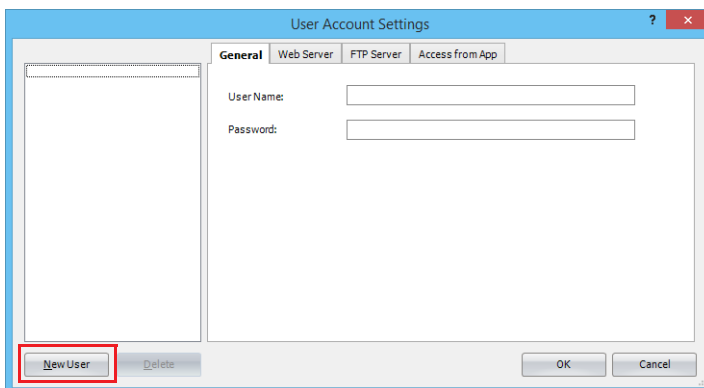 User Account Settings ?
General Web Server FTP Server Access from App
User Name:
Password:
New User Delete OK Cancel